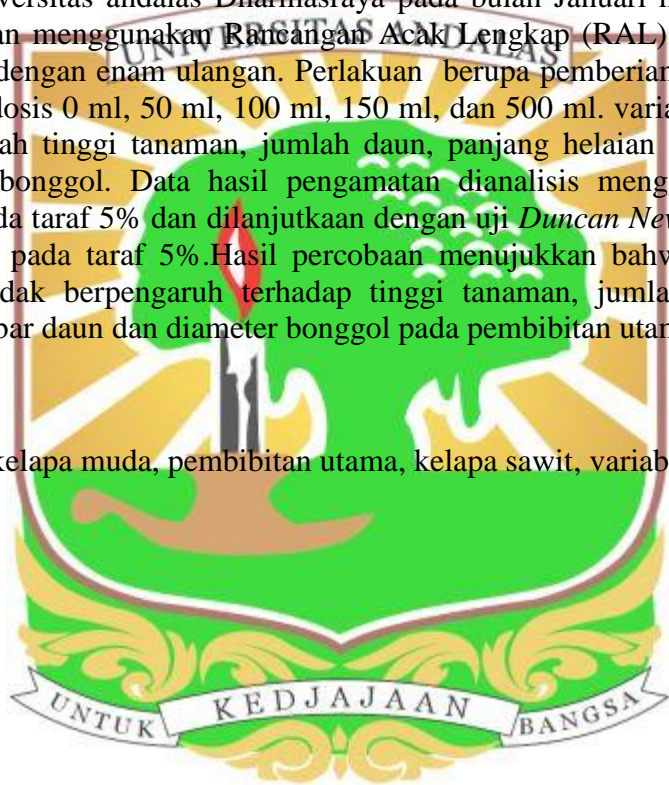 versitas andalas Dharmasraya pada bulan Januari
UNIVERSITAS ANDALAS
an menggunakan Rancangan Acak Lengkap (RAL)
dengan enam ulangan. Perlakuan berupa pemberian
dosis 0 ml, 50 ml, 100 ml, 150 ml, dan 500 ml. varia
ah tinggi tanaman, jumlah daun, panjang helaian
bonggol. Data hasil pengamatan dianalisis meng
da taraf 5% dan dilanjutkaan dengan uji Duncan New
pada taraf 5%.Hasil percobaan menujukkan bahw
dak berpengaruh terhadap tinggi tanaman, jumla
bar daun dan diameter bonggol pada pembibitan utam
kelapa muda, pembibitan utama, kelapa sawit, variab
UNTUK KEDJAJAAN BANGSA